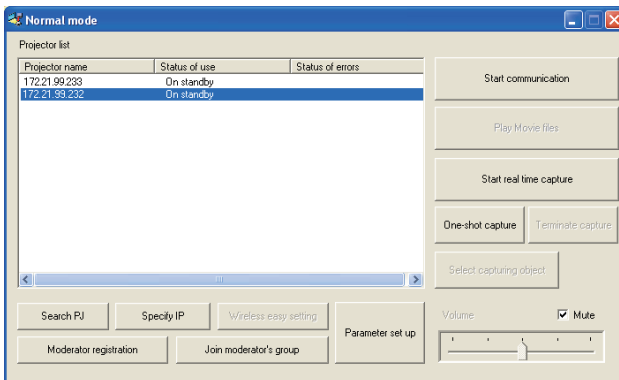 Normal mode
Projector list
Projector name Status of use Status of errors
172.21.99.233 On standby
172.21.99.232 On standby
Start communication
Play Movie files
Start real time capture
One-shot capture Terminate capture
Select capturing object
Search PJ Specify IP Wireless easy setting
Parameter set up
Moderator registration Join moderator's group
Volume Mute